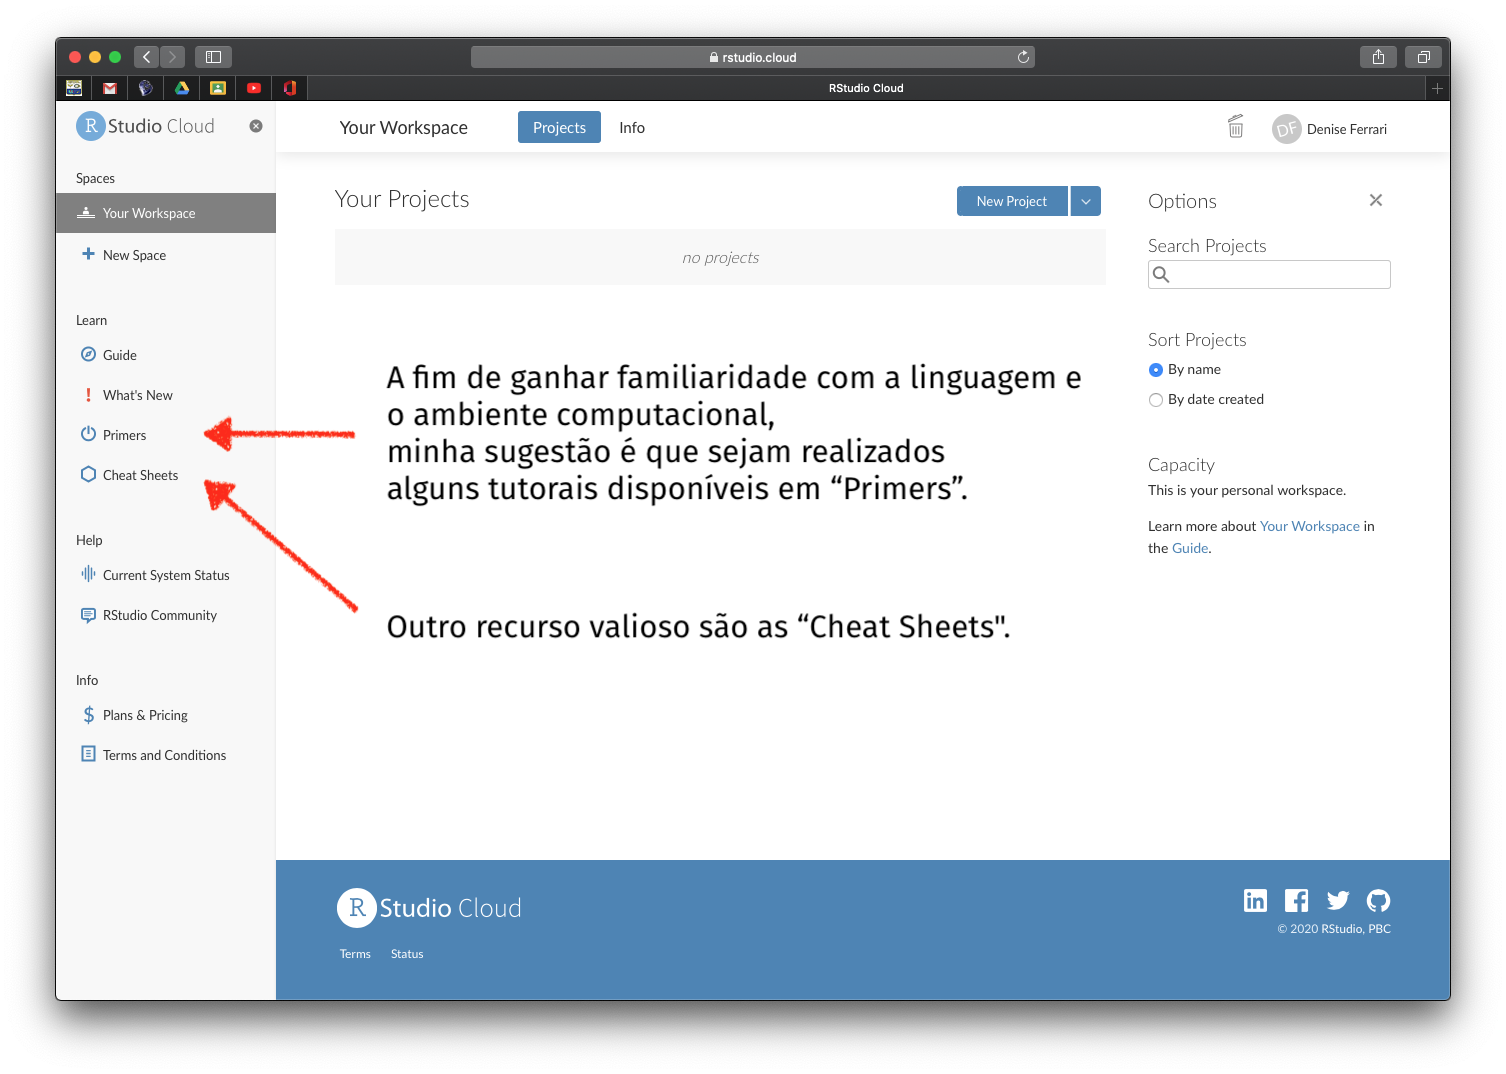 rstudio.cloud
RStudio Cloud
R Studio Cloud
Your Workspace
Projects
Info
DF
Denise Ferrari
Spaces
Your Workspace
New Space
Learn
Guide
What's New
Primers
Cheat Sheets
Help
Current System Status
RStudio Community
Info
Plans & Pricing
Terms and Conditions
Your Projects
New Project
no projects
A fim de ganhar familiaridade com a linguagem e
o ambiente computacional,
minha sugestão é que sejam realizados
alguns tutorais disponíveis em “Primers”.
Outro recurso valioso são as “Cheat Sheets".
Options
Search Projects
Sort Projects
By name
By date created
Capacity
This is your personal workspace.
Learn more about Your Workspace in
the Guide.
R Studio Cloud
Terms
Status
© 2020 RStudio, PBC